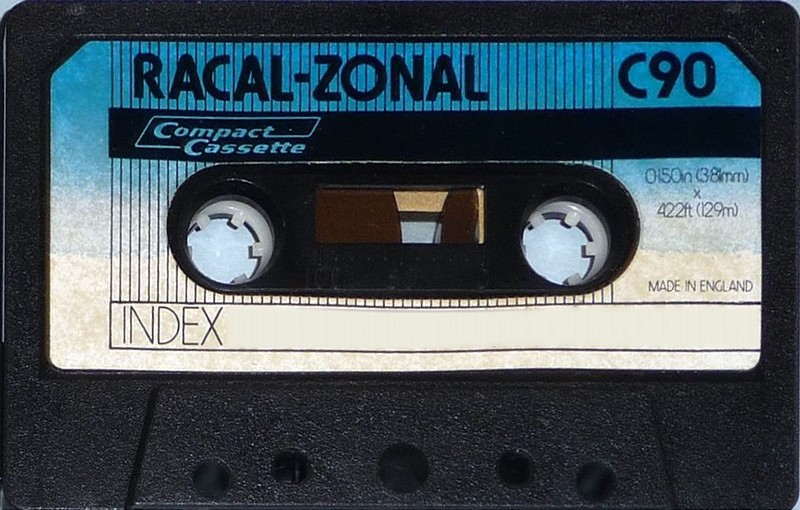 RACAL-ZONAL C90
Compact
Cassette
0·150in (3·81mm)
x
422ft (129m)
MADE IN ENGLAND
INDEX